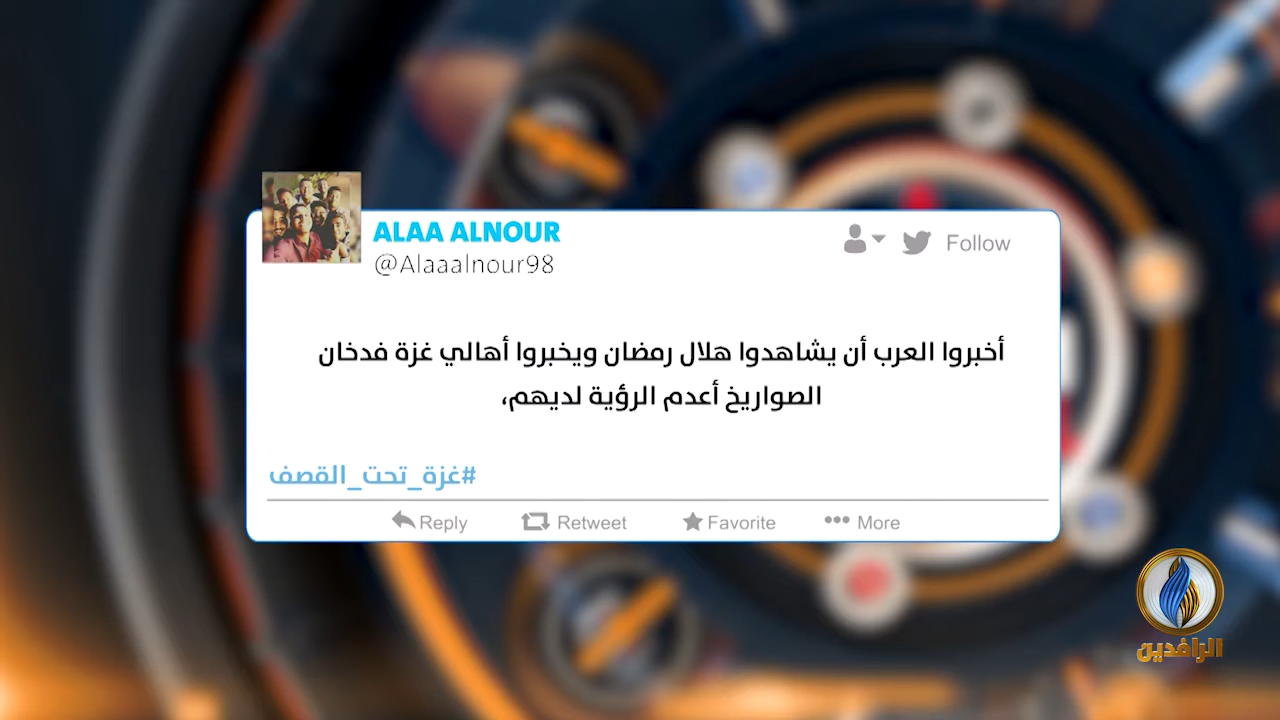 ALAA ALNOUR
@Alaaalnour98
Follow
أخبروا العرب أن يشاهدوا هلال رمضان ويخبروا أهالي غزة فدخان
الصواريخ أعدم الرؤية لديهم،
#غزة_تحت_القصف
Reply Retweet Favorite More
الرافدين